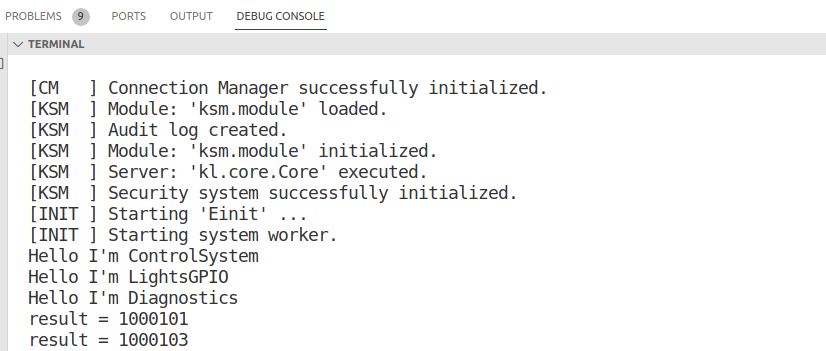 PROBLEMS 9 PORTS OUTPUT DEBUG CONSOLE
TERMINAL
[CM   ] Connection Manager successfully initialized.
[KSM  ] Module: 'ksm.module' loaded.
[KSM  ] Audit log created.
[KSM  ] Module: 'ksm.module' initialized.
[KSM  ] Server: 'kl.core.Core' executed.
[KSM  ] Security system successfully initialized.
[INIT ] Starting 'Einit' ...
[INIT ] Starting system worker.
Hello I'm ControlSystem
Hello I'm LightsGPIO
Hello I'm Diagnostics
result = 1000101
result = 1000103